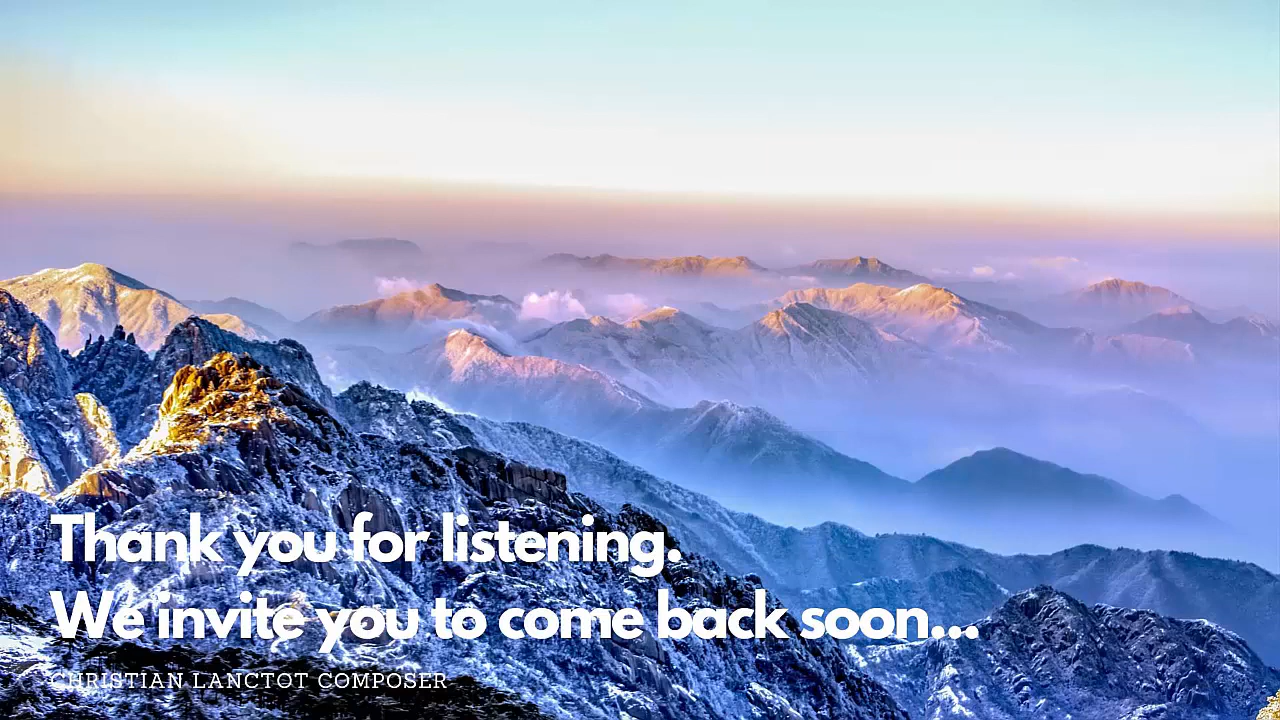 Thank you for listening.
We invite you to come back soon...
CHRISTIAN LANCTOT COMPOSER